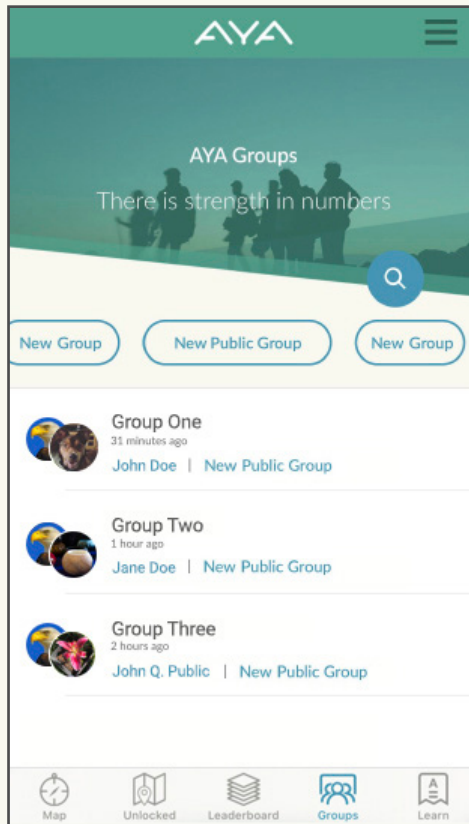 AYA
AYA Groups
There is strength in numbers
New Group
New Public Group
New Group
Group One
31 minutes ago
John Doe | New Public Group
Group Two
1 hour ago
Jane Doe | New Public Group
Group Three
2 hours ago
John Q. Public | New Public Group
Map
Unlocked
Leaderboard
Groups
A
Learn